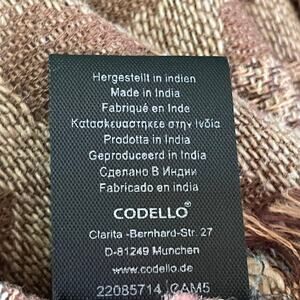 Hergestellt in indien
Made in India
Fabriqué en Inde
Κατασκευαστηκεε στην Ινδία
Prodotta in India
Geproduceerd in India
Сделано В Индии
Fabricado en india
CODELLO®
Clarita -Bernhard-Str. 27
D-81249 Munchen
www.codello.de
22085714 | CAM5